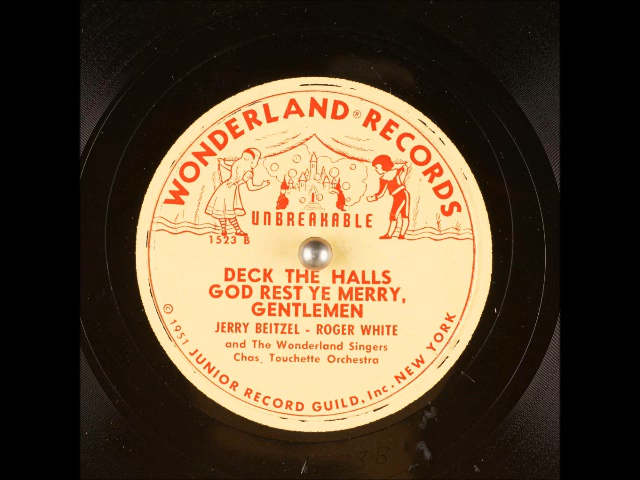 WONDERLAND® RECORDS
UNBREAKABLE
1523 B
DECK THE HALLS
GOD REST YE MERRY,
GENTLEMEN
JERRY BEITZEL - ROGER WHITE
and The Wonderland Singers
Chas. Touchette Orchestra
© 1951 JUNIOR RECORD GUILD, Inc. NEW YORK